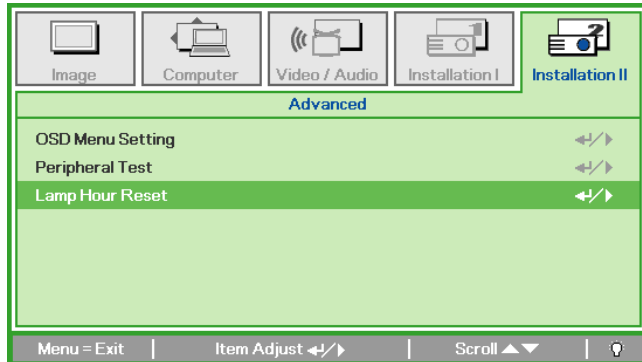 Image Computer Video / Audio Installation I Installation II
Advanced
OSD Menu Setting
Peripheral Test
Lamp Hour Reset
Menu = Exit Item Adjust Scroll